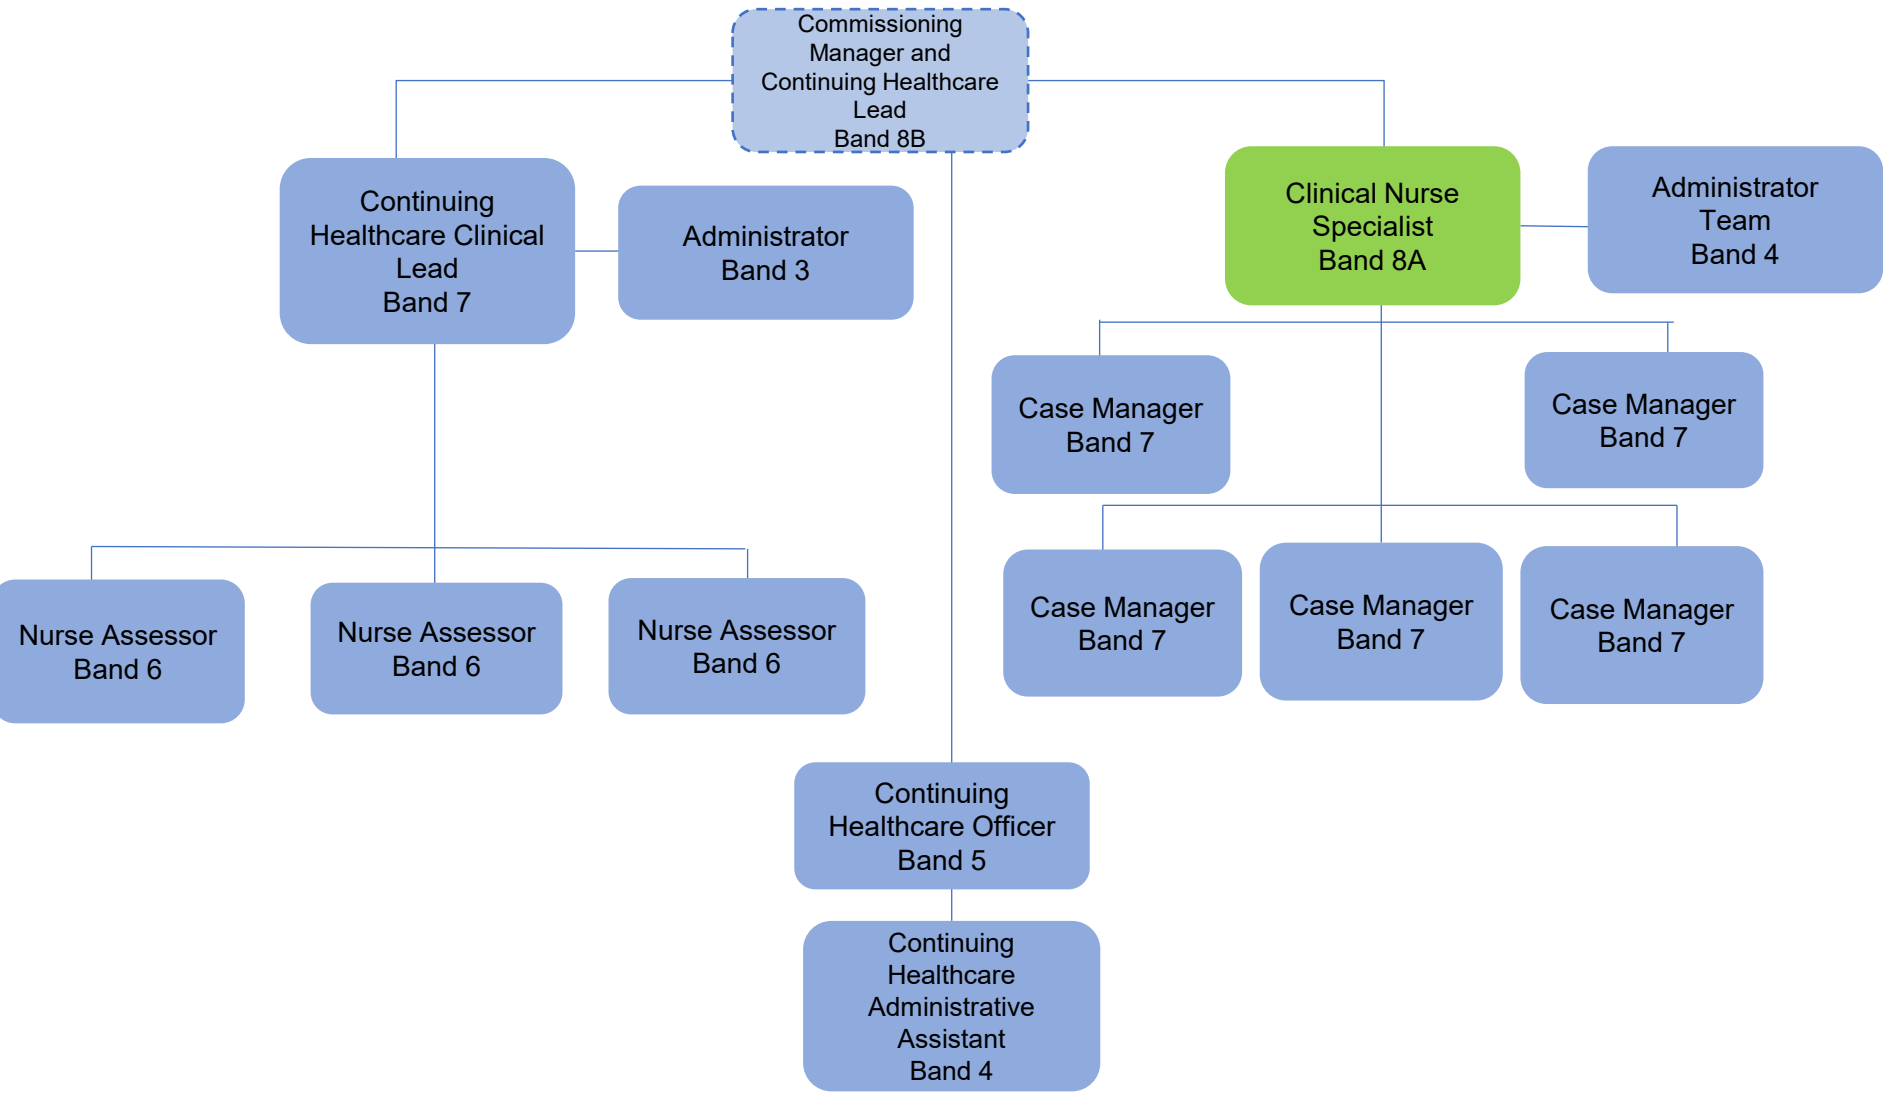 Commissioning
Manager and
Continuing Healthcare
Lead
Band 8B
Continuing
Healthcare Clinical
Lead
Band 7
Administrator
Band 3
Clinical Nurse
Specialist
Band 8A
Administrator
Team
Band 4
Case Manager
Band 7
Case Manager
Band 7
Case Manager
Band 7
Case Manager
Band 7
Case Manager
Band 7
Nurse Assessor
Band 6
Nurse Assessor
Band 6
Nurse Assessor
Band 6
Continuing
Healthcare Officer
Band 5
Continuing
Healthcare
Administrative
Assistant
Band 4